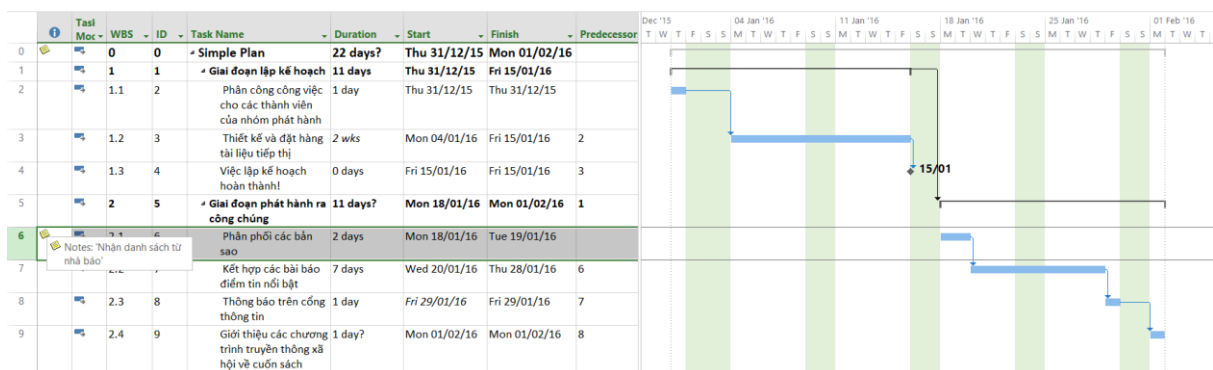 Task
Mode WBS ID Task Name Duration Start Finish Predecessor
Dec '15 04 Jan '16 11 Jan '16 18 Jan '16 25 Jan '16 01 Feb '16
T W T F S S M T W T F S S M T W T F S S M T W T F S S M T W T F S S M T W T
0 0 0 Simple Plan 22 days? Thu 31/12/15 Mon 01/02/16
1 1 1 Giai đoạn lập kế hoạch 11 days Thu 31/12/15 Fri 15/01/16
2 1.1 2 Phân công công việc 1 day Thu 31/12/15 Thu 31/12/15
cho các thành viên
của nhóm phát hành
3 1.2 3 Thiết kế và đặt hàng 2 wks Mon 04/01/16 Fri 15/01/16 2
tài liệu tiếp thị
4 1.3 4 Việc lập kế hoạch 0 days Fri 15/01/16 Fri 15/01/16 3
hoàn thành!
15/01
5 2 5 Giai đoạn phát hành ra 11 days? Mon 18/01/16 Mon 01/02/16 1
công chúng
6 2.1 6 Phân phối các bản 2 days Mon 18/01/16 Tue 19/01/16
sao
Notes: 'Nhận danh sách từ
nhà báo'
7 2.2 7 Kết hợp các bài báo 7 days Wed 20/01/16 Thu 28/01/16 6
điểm tin nổi bật
8 2.3 8 Thông báo trên cổng 1 day Fri 29/01/16 Fri 29/01/16 7
thông tin
9 2.4 9 Giới thiệu các chương 1 day? Mon 01/02/16 Mon 01/02/16 8
trình truyền thông xã
hội về cuốn sách